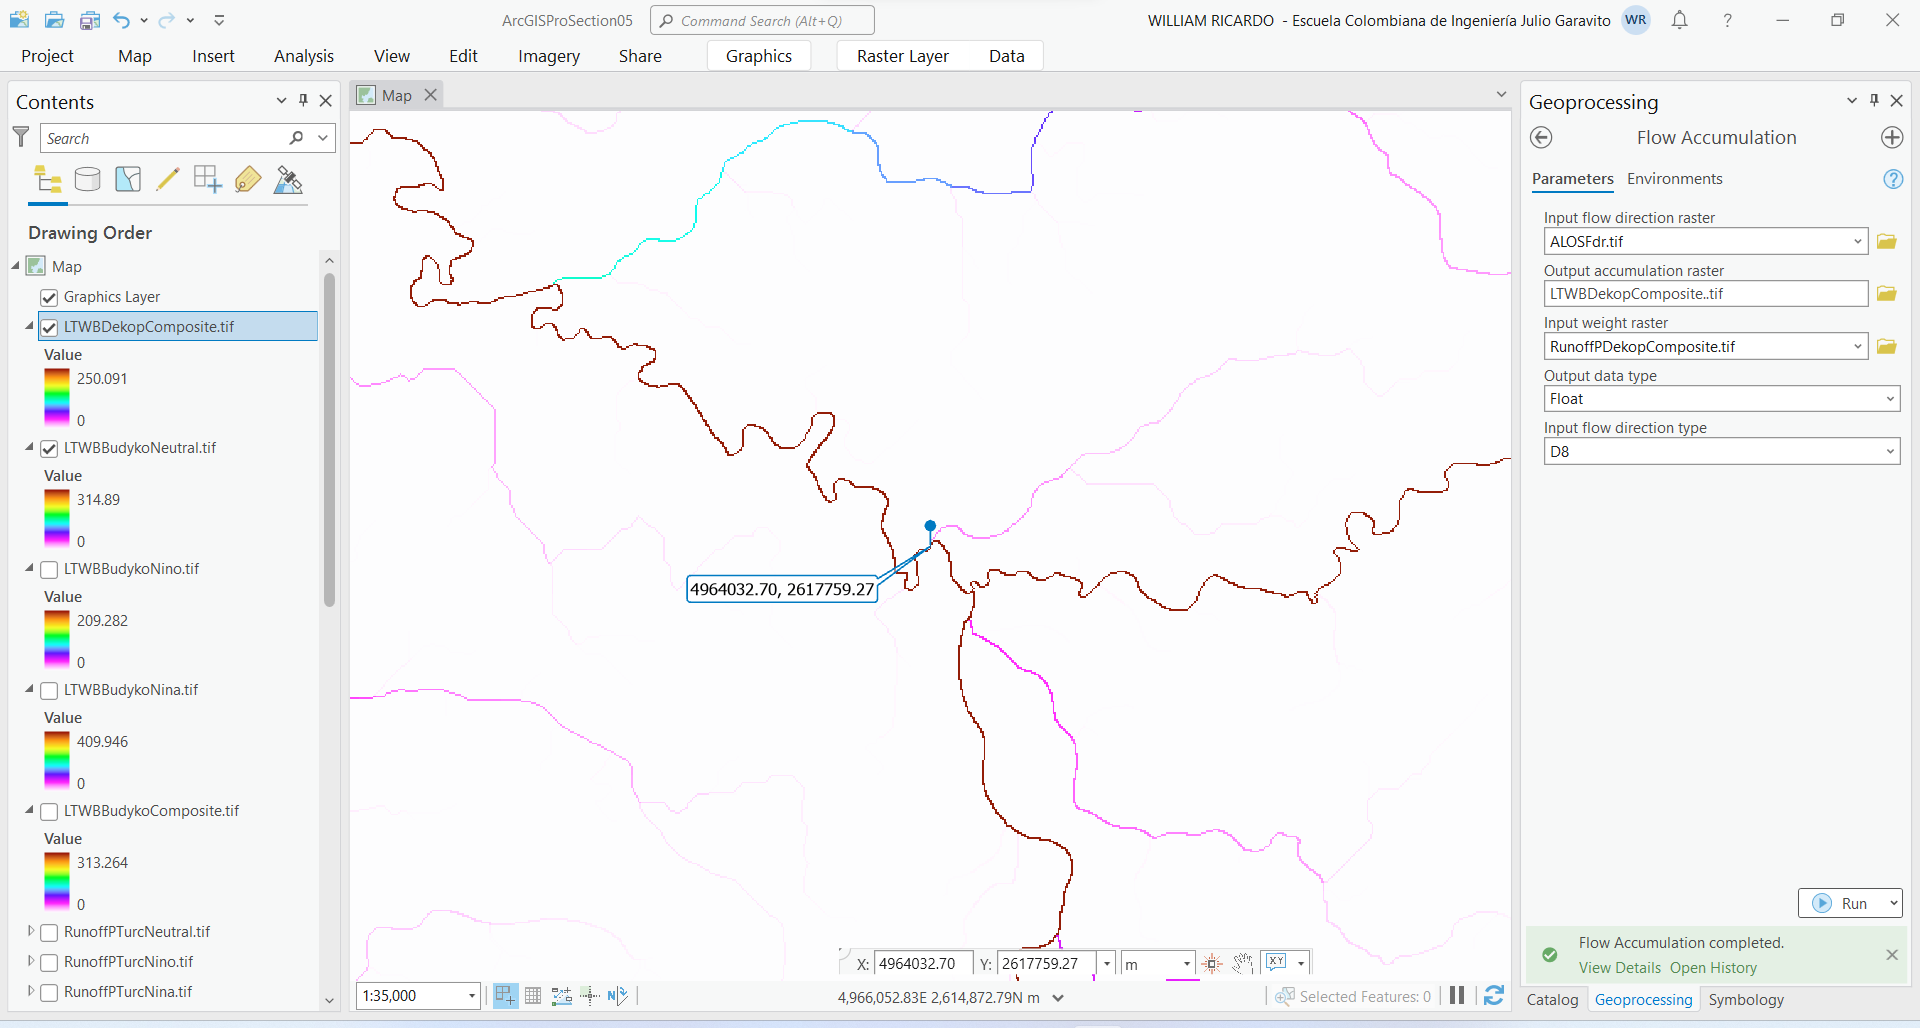 ArcGISProSection05
Command Search (Alt+Q)
WILLIAM RICARDO - Escuela Colombiana de Ingeniería Julio Garavito
WR
?
Project Map Insert Analysis View Edit Imagery Share Graphics Raster Layer Data
Contents
Search
Drawing Order
Map
Graphics Layer
LTWBDekopComposite.tif
Value
250.091
0
LTWBBudykoNeutral.tif
Value
314.89
0
LTWBBudykoNino.tif
Value
209.282
0
LTWBBudykoNina.tif
Value
409.946
0
LTWBBudykoComposite.tif
Value
313.264
0
RunoffPTurcNeutral.tif
RunoffPTurcNino.tif
RunoffPTurcNina.tif
Map
4964032.70, 2617759.27
X: 4964032.70 Y: 2617759.27 m
XY
1:35,000
N
4,966,052.83E 2,614,872.79N m
Selected Features: 0
Geoprocessing
Flow Accumulation
Parameters Environments
?
Input flow direction raster
ALOSFdr.tif
Output accumulation raster
LTWBDekopComposite..tif
Input weight raster
RunoffPDekopComposite.tif
Output data type
Float
Input flow direction type
D8
Run
Flow Accumulation completed.
View Details Open History
Catalog Geoprocessing Symbology